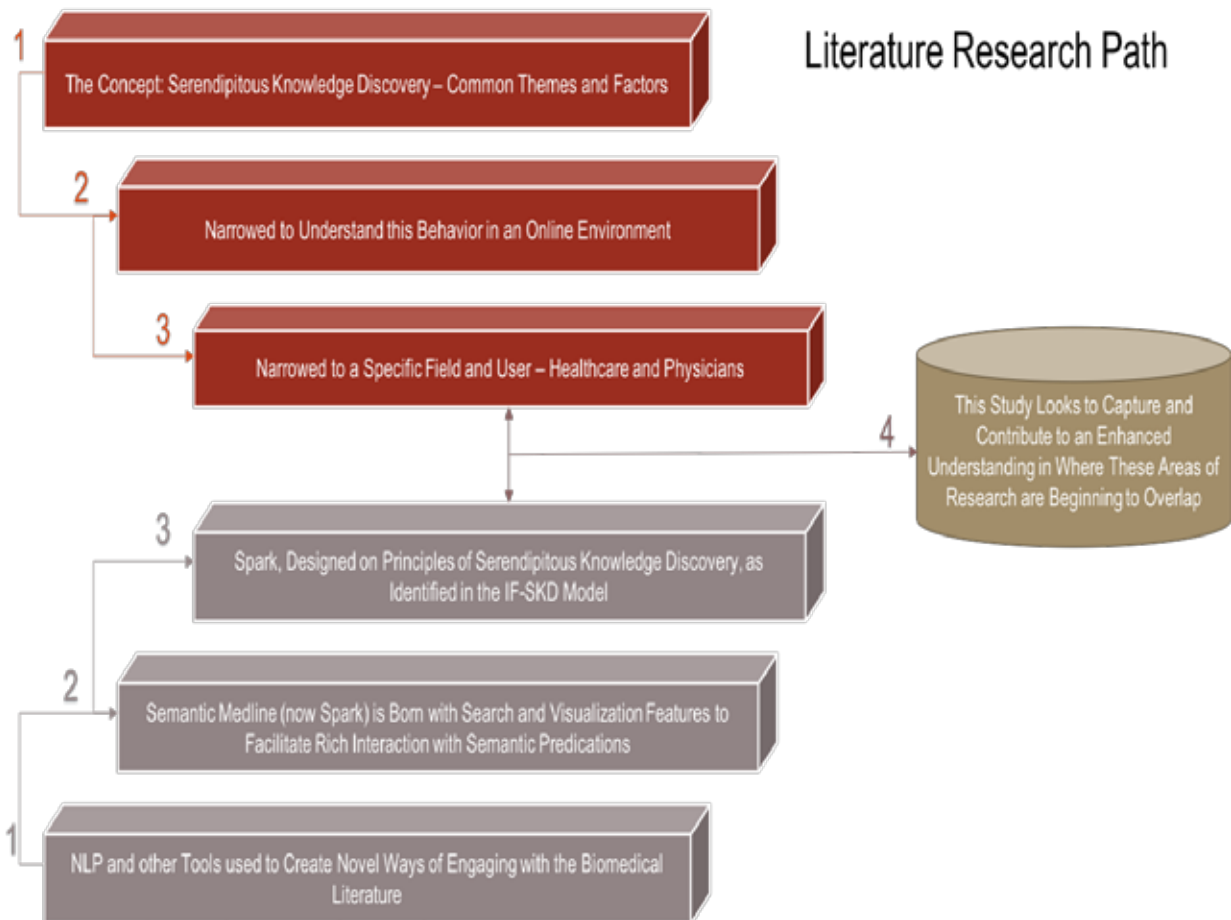 Literature Research Path
1
The Concept: Serendipitous Knowledge Discovery – Common Themes and Factors
2
Narrowed to Understand this Behavior in an Online Environment
3
Narrowed to a Specific Field and User – Healthcare and Physicians
4
This Study Looks to Capture and
Contribute to an Enhanced
Understanding in Where These Areas of
Research are Beginning to Overlap
3
Spark, Designed on Principles of Serendipitous Knowledge Discovery, as
Identified in the IF-SKD Model
2
Semantic Medline (now Spark) is Born with Search and Visualization Features to
Facilitate Rich Interaction with Semantic Predications
1
NLP and other Tools used to Create Novel Ways of Engaging with the Biomedical
Literature